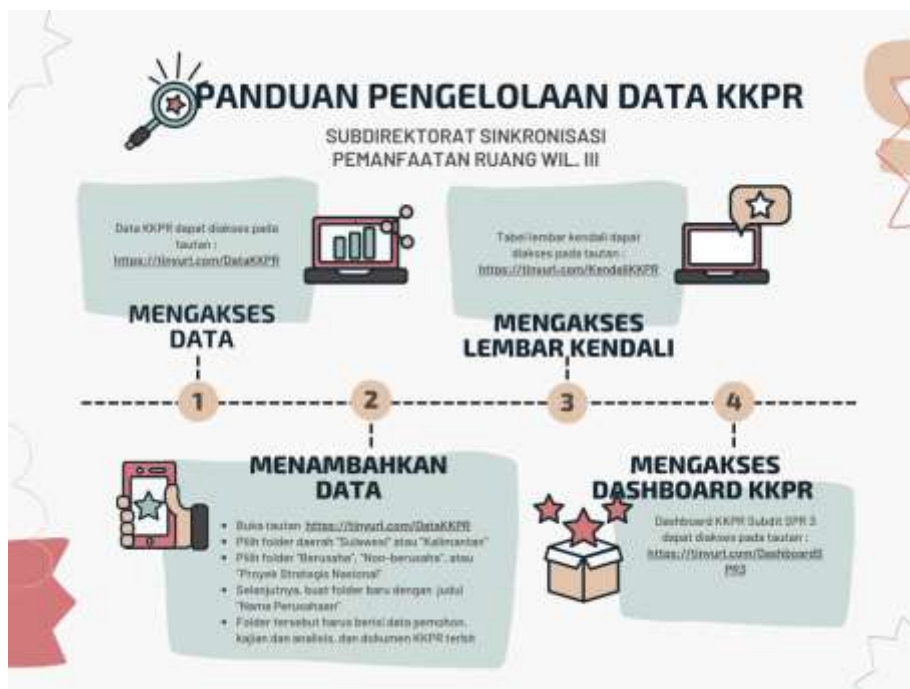 PANDUAN PENGELOLAAN DATA KKPR
SUBDIREKTORAT SINKRONISASI
PEMANFAATAN RUANG WIL. III
Data KKPR dapat diakses pada
tautan :
https://tinyurl.com/DataKKPR
MENGAKSES
DATA
1
2
MENAMBAHKAN
DATA
• Buka tautan https://tinyurl.com/DataKKPR
• Pilih folder daerah "Sulawesi" atau "Kalimantan"
• Pilih folder "Berusaha", "Non-berusaha", atau
"Proyek Strategis Nasional"
• Selanjutnya, buat folder baru dengan judul
"Nama Perusahaan"
• Folder tersebut harus berisi data pemohon,
kajian dan analisis, dan dokumen KKPR terbit
Tabel lembar kendali dapat
diakses pada tautan :
https://tinyurl.com/KendaliKKPR
MENGAKSES
LEMBAR KENDALI
3
4
MENGAKSES
DASHBOARD KKPR
Dashboard KKPR Subdit SPR 3
dapat diakses pada tautan :
https://tinyurl.com/DashboardS
PR3